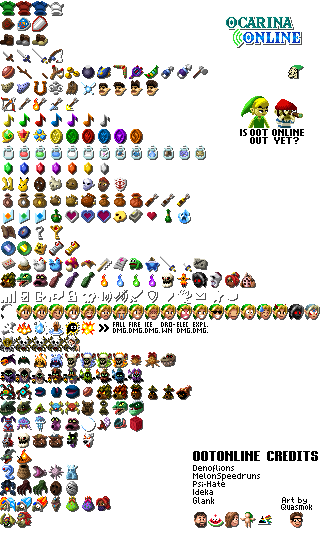 OCARINA
ONLINE
IS OOT ONLINE
OUT YET?
FALL FIRE ICE DRO- ELEC EXPL.
DMG. DMG. DMG. WN DMG. DMG.
OOTONLINE CREDITS
Denoflions
MelonSpeedruns
Psi-Hate
Ideka
Glank
Art by
Quasmok